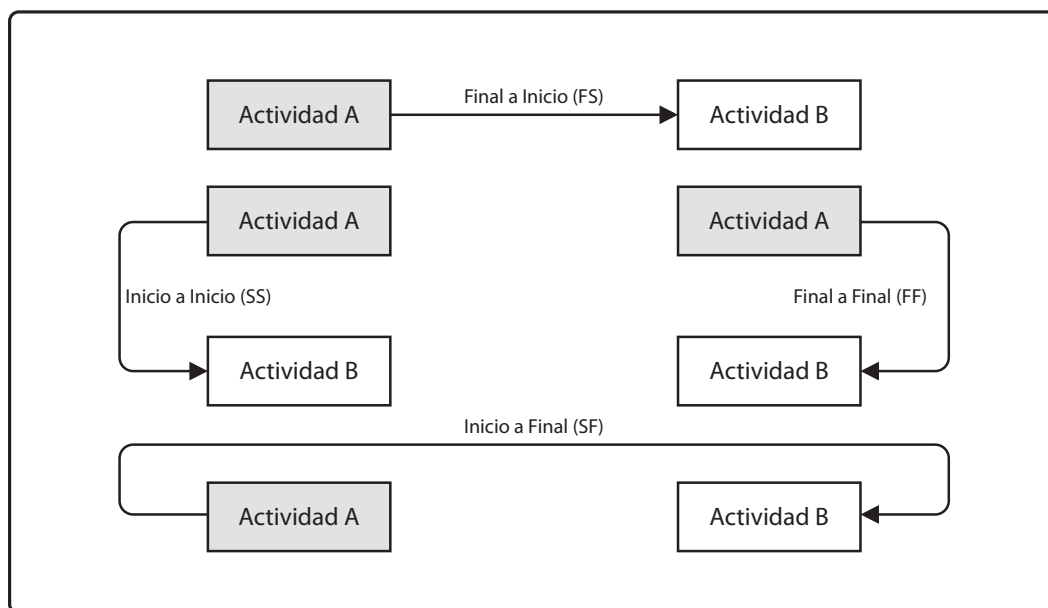 Final a Inicio (FS)
Actividad A
Actividad B
Actividad A
Actividad A
Inicio a Inicio (SS)
Final a Final (FF)
Actividad B
Actividad B
Inicio a Final (SF)
Actividad A
Actividad B